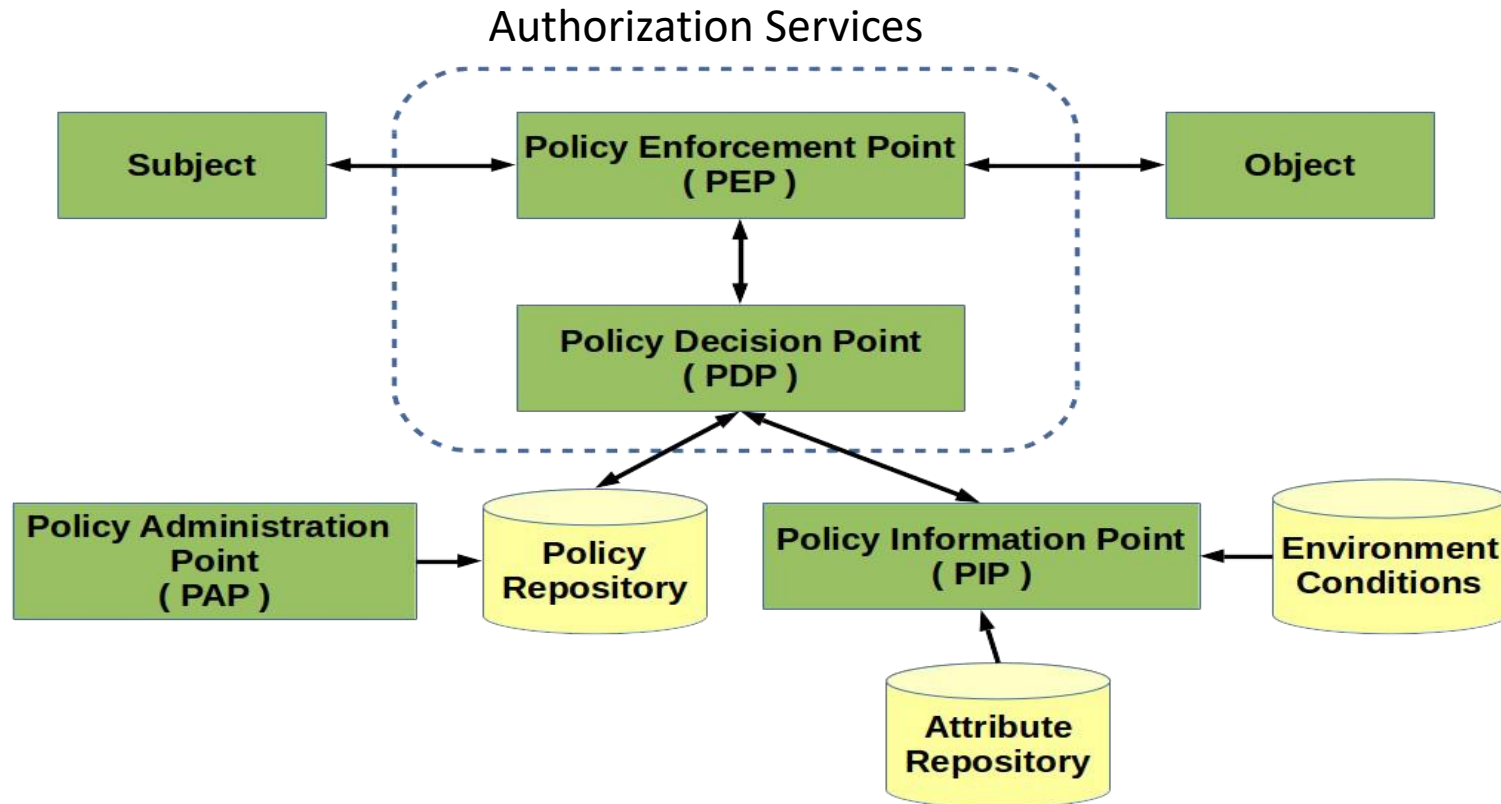 Authorization Services
Subject
Policy Enforcement Point
( PEP )
Object
Policy Decision Point
( PDP )
Policy Administration
Point
( PAP )
Policy
Repository
Policy Information Point
( PIP )
Environment
Conditions
Attribute
Repository